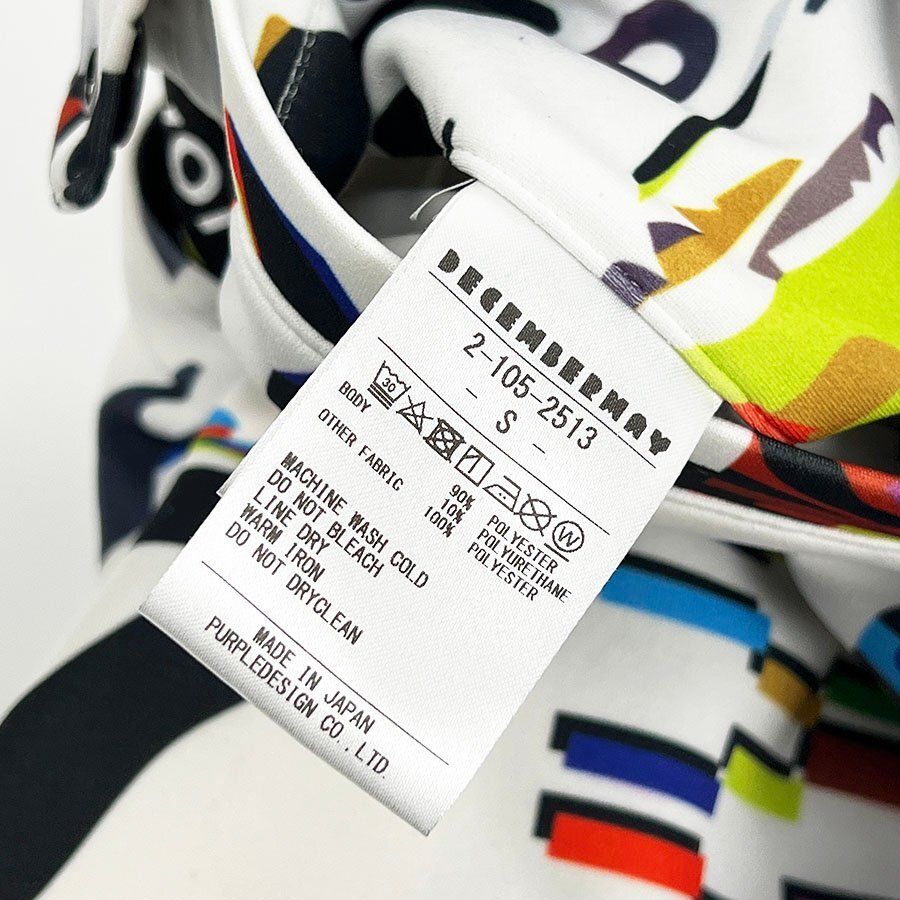 DECEMBERMAY
2-105-2513
- S -
30 W
BODY 90% POLYESTER
10% POLYURETHANE
OTHER FABRIC 100% POLYESTER
MACHINE WASH COLD
DO NOT BLEACH
LINE DRY
WARM IRON
DO NOT DRYCLEAN
MADE IN JAPAN
PURPLEDESIGN CO.,LTD.